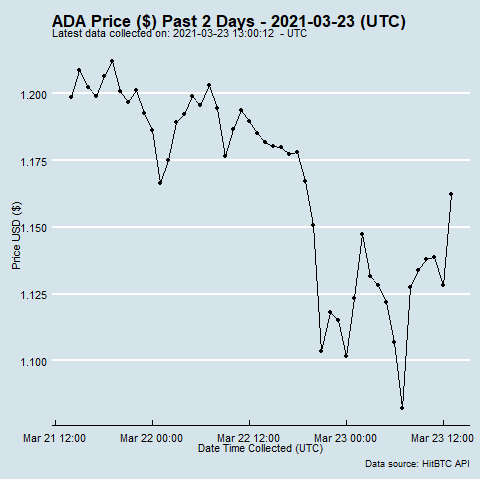 ADA Price ($) Past 2 Days - 2021-03-23 (UTC)
Latest data collected on: 2021-03-23 13:00:12  - UTC
1.200
1.175
1.150
1.125
1.100
Price USD ($)
Mar 21 12:00 Mar 22 00:00 Mar 22 12:00 Mar 23 00:00 Mar 23 12:00
Date Time Collected (UTC)
Data source: HitBTC API